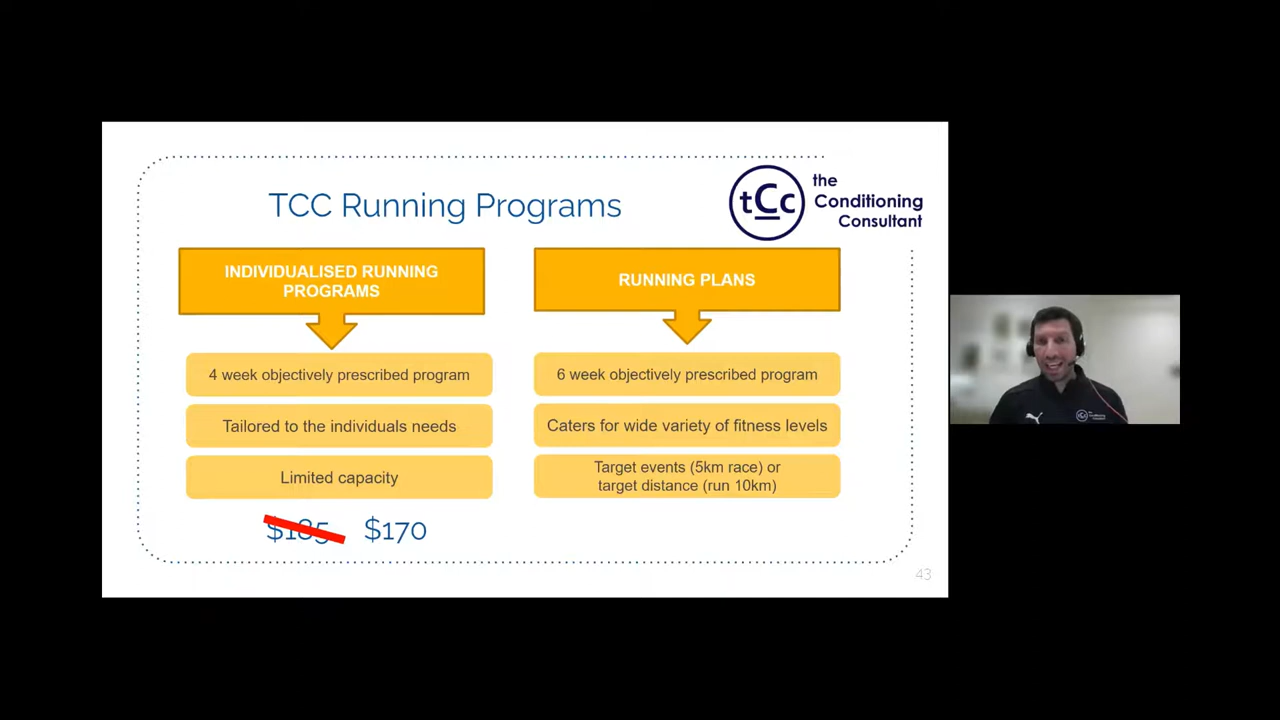 TCC Running Programs
tCc
the
Conditioning
Consultant
INDIVIDUALISED RUNNING
PROGRAMS
4 week objectively prescribed program
Tailored to the individuals needs
Limited capacity
$185 $170
RUNNING PLANS
6 week objectively prescribed program
Caters for wide variety of fitness levels
Target events (5km race) or
target distance (run 10km)
43